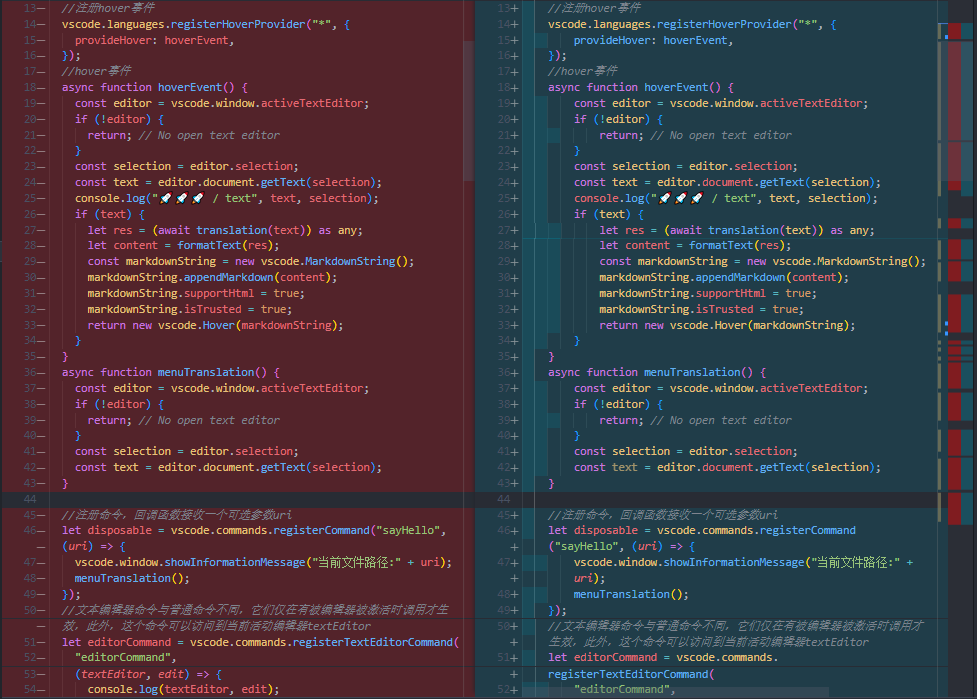 13− //注册hover事件
14− vscode.languages.registerHoverProvider("*", {
15− provideHover: hoverEvent,
16− });
17− //hover事件
18− async function hoverEvent() {
19− const editor = vscode.window.activeTextEditor;
20− if (!editor) {
21− return; // No open text editor
22− }
23− const selection = editor.selection;
24− const text = editor.document.getText(selection);
25− console.log("🚀🚀🚀 / text", text, selection);
26− if (text) {
27− let res = (await translation(text)) as any;
28− let content = formatText(res);
29− const markdownString = new vscode.MarkdownString();
30− markdownString.appendMarkdown(content);
31− markdownString.supportHtml = true;
32− markdownString.isTrusted = true;
33− return new vscode.Hover(markdownString);
34− }
35− }
36− async function menuTranslation() {
37− const editor = vscode.window.activeTextEditor;
38− if (!editor) {
39− return; // No open text editor
40− }
41− const selection = editor.selection;
42− const text = editor.document.getText(selection);
43− }
44
45− //注册命令，回调函数接收一个可选参数uri
46− let disposable = vscode.commands.registerCommand("sayHello",
− (uri) => {
47− vscode.window.showInformationMessage("当前文件路径:" + uri);
48− menuTranslation();
49− });
50− //文本编辑器命令与普通命令不同，它们仅在有被编辑器被激活时调用才生
− 效，此外，这个命令可以访问到当前活动编辑器textEditor
51− let editorCommand = vscode.commands.registerTextEditorCommand(
52− "editorCommand",
53− (textEditor, edit) => {
54− console.log(textEditor, edit);
13+ //注册hover事件
14+ vscode.languages.registerHoverProvider("*", {
15+ provideHover: hoverEvent,
16+ });
17+ //hover事件
18+ async function hoverEvent() {
19+ const editor = vscode.window.activeTextEditor;
20+ if (!editor) {
21+ return; // No open text editor
22+ }
23+ const selection = editor.selection;
24+ const text = editor.document.getText(selection);
25+ console.log("🚀🚀🚀 / text", text, selection);
26+ if (text) {
27+ let res = (await translation(text)) as any;
28+ let content = formatText(res);
29+ const markdownString = new vscode.MarkdownString();
30+ markdownString.appendMarkdown(content);
31+ markdownString.supportHtml = true;
32+ markdownString.isTrusted = true;
33+ return new vscode.Hover(markdownString);
34+ }
35+ }
36+ async function menuTranslation() {
37+ const editor = vscode.window.activeTextEditor;
38+ if (!editor) {
39+ return; // No open text editor
40+ }
41+ const selection = editor.selection;
42+ const text = editor.document.getText(selection);
43+ }
44
45+ //注册命令，回调函数接收一个可选参数uri
46+ let disposable = vscode.commands.registerCommand
+ ("sayHello", (uri) => {
47+ vscode.window.showInformationMessage("当前文件路径:" +
+ uri);
48+ menuTranslation();
49+ });
50+ //文本编辑器命令与普通命令不同，它们仅在有被编辑器被激活时调用才
+ 生效，此外，这个命令可以访问到当前活动编辑器textEditor
51+ let editorCommand = vscode.commands.
+ registerTextEditorCommand(
52+ "editorCommand",